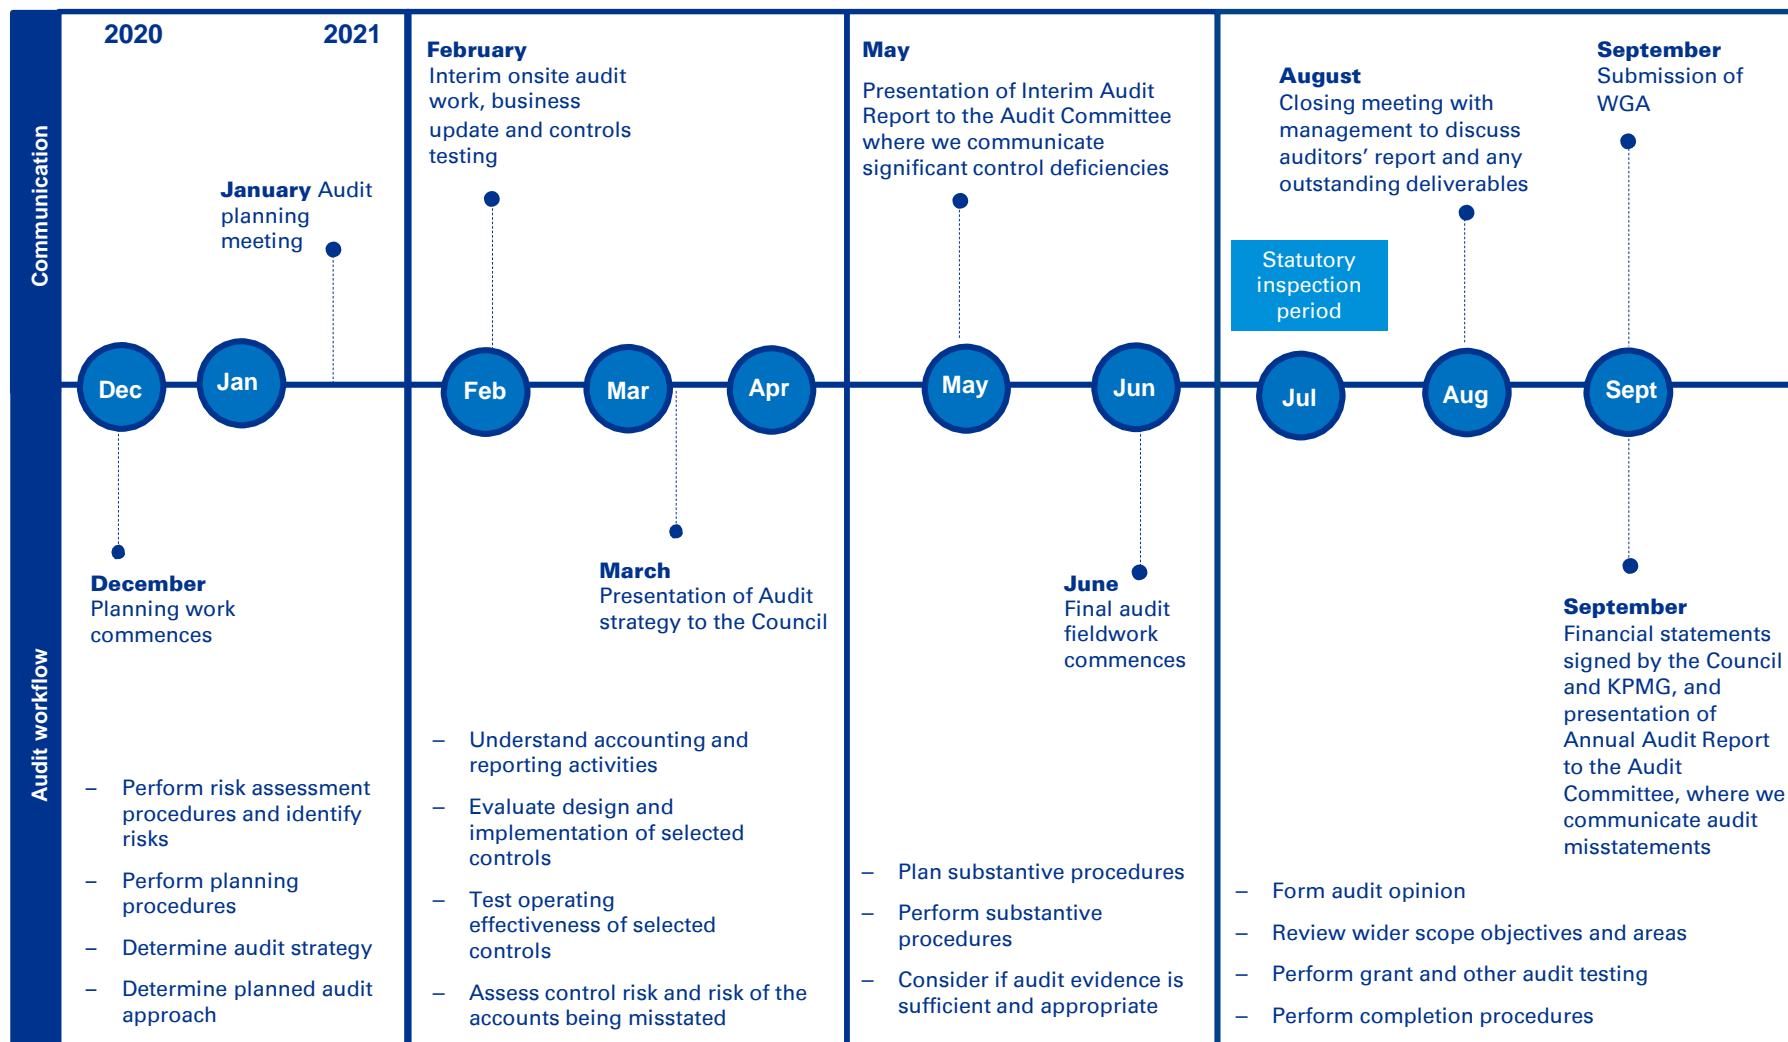 Communication
Audit workflow
2020
2021
January Audit
planning
meeting
Dec
Jan
December
Planning work
commences
– Perform risk assessment
procedures and identify
risks
– Perform planning
procedures
– Determine audit strategy
– Determine planned audit
approach
February
Interim onsite audit
work, business
update and controls
testing
Feb
Mar
Apr
March
Presentation of Audit
strategy to the Council
– Understand accounting and
reporting activities
– Evaluate design and
implementation of selected
controls
– Test operating
effectiveness of selected
controls
– Assess control risk and risk of the
accounts being misstated
May
Presentation of Interim Audit
Report to the Audit Committee
where we communicate
significant control deficiencies
May
Jun
June
Final audit
fieldwork
commences
– Plan substantive procedures
– Perform substantive
procedures
– Consider if audit evidence is
sufficient and appropriate
August
Closing meeting with
management to discuss
auditors’ report and any
outstanding deliverables
September
Submission of
WGA
Statutory
inspection
period
Jul
Aug
Sept
September
Financial statements
signed by the Council
and KPMG, and
presentation of
Annual Audit Report
to the Audit
Committee, where we
communicate audit
misstatements
– Form audit opinion
– Review wider scope objectives and areas
– Perform grant and other audit testing
– Perform completion procedures